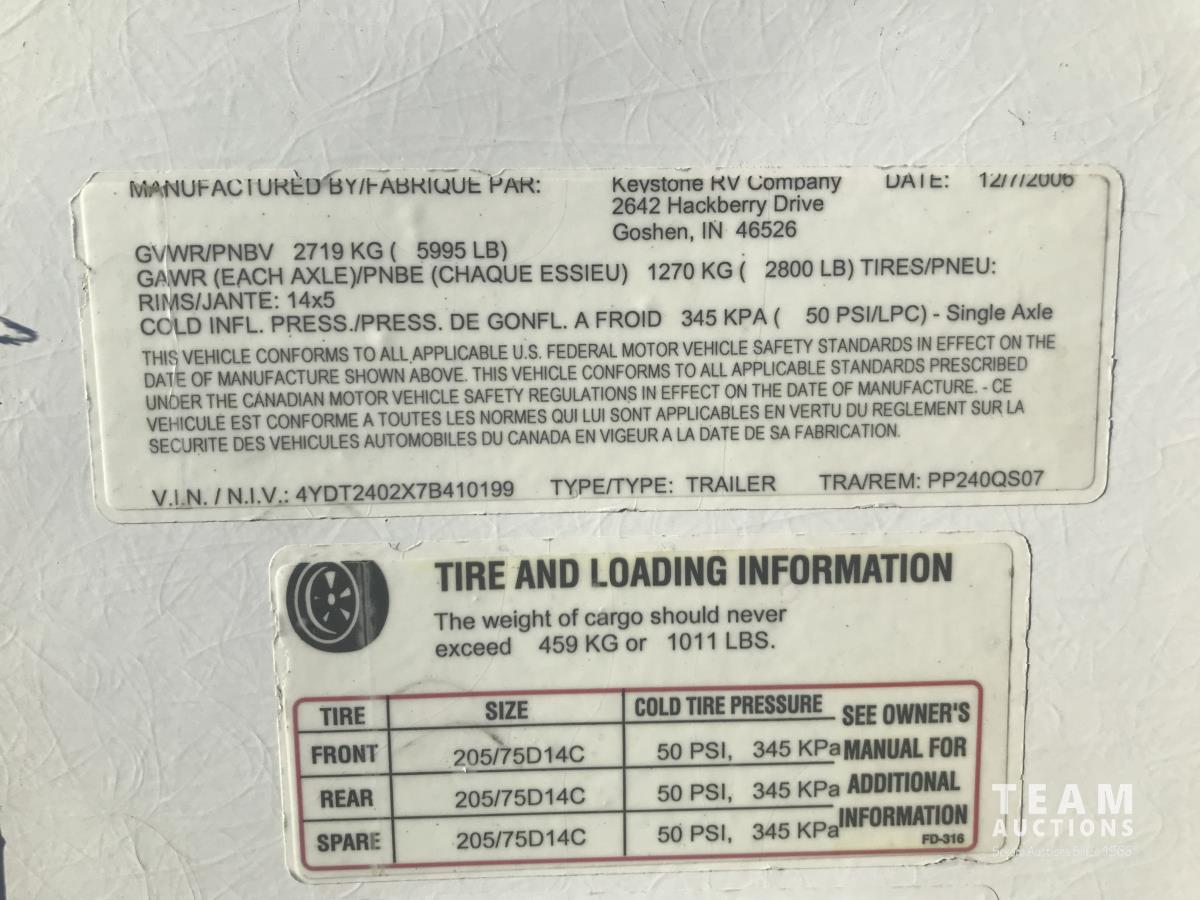 MANUFACTURED BY/FABRIQUE PAR: Keystone RV Company DATE: 12/7/2006
2642 Hackberry Drive
Goshen, IN 46526
GVWR/PNBV 2719 KG ( 5995 LB)
GAWR (EACH AXLE)/PNBE (CHAQUE ESSIEU) 1270 KG ( 2800 LB) TIRES/PNEU:
RIMS/JANTE: 14x5
COLD INFL. PRESS./PRESS. DE GONFL. A FROID 345 KPA ( 50 PSI/LPC) - Single Axle
THIS VEHICLE CONFORMS TO ALL APPLICABLE U.S. FEDERAL MOTOR VEHICLE SAFETY STANDARDS IN EFFECT ON THE
DATE OF MANUFACTURE SHOWN ABOVE. THIS VEHICLE CONFORMS TO ALL APPLICABLE STANDARDS PRESCRIBED
UNDER THE CANADIAN MOTOR VEHICLE SAFETY REGULATIONS IN EFFECT ON THE DATE OF MANUFACTURE. - CE
VEHICULE EST CONFORME A TOUTES LES NORMES QUI LUI SONT APPLICABLES EN VERTU DU REGLEMENT SUR LA
SECURITE DES VEHICULES AUTOMOBILES DU CANADA EN VIGEUR A LA DATE DE SA FABRICATION.
V.I.N. / N.I.V.: 4YDT2402X7B410199 TYPE/TYPE: TRAILER TRA/REM: PP240QS07
TIRE AND LOADING INFORMATION
The weight of cargo should never
exceed 459 KG or 1011 LBS.
TIRE SIZE COLD TIRE PRESSURE SEE OWNER'S
FRONT 205/75D14C 50 PSI, 345 KPa MANUAL FOR
REAR 205/75D14C 50 PSI, 345 KPa ADDITIONAL
SPARE 205/75D14C 50 PSI, 345 KPa INFORMATION
FD-316
TEAM
AUCTIONS
Secure Auctions Since 1968